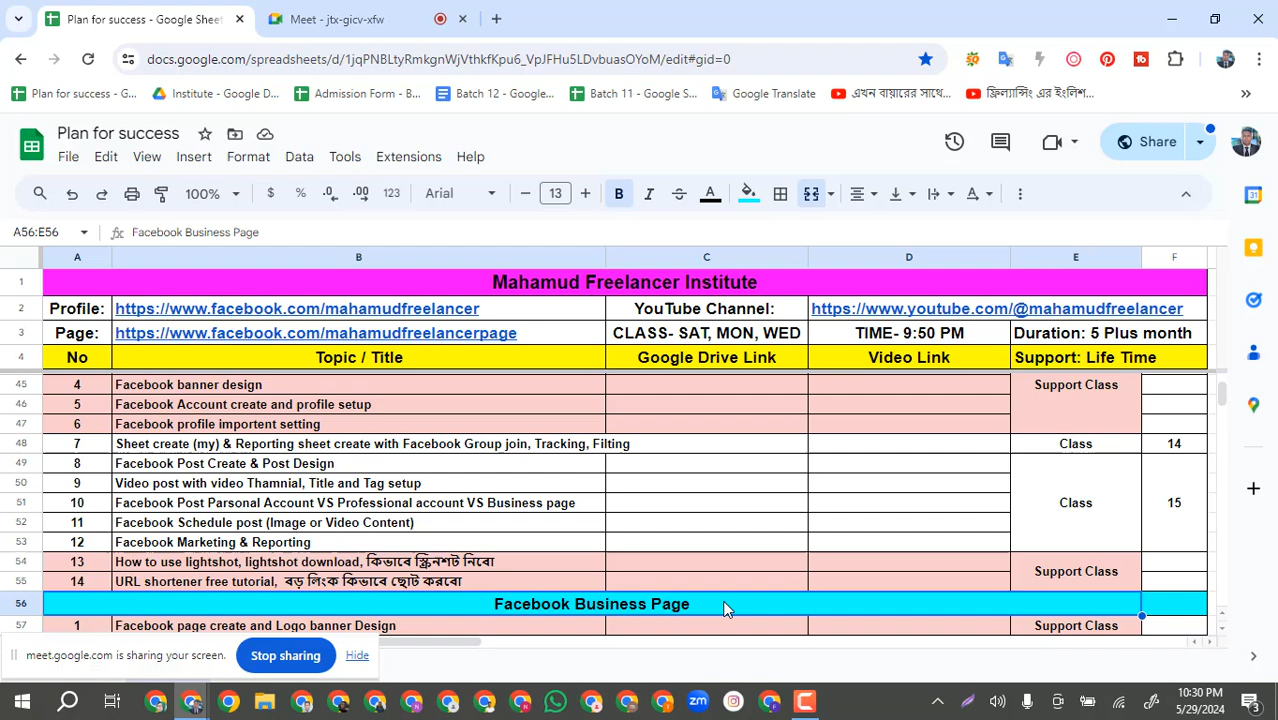 Plan for success - Google Sheet
Meet - jtx-gicv-xfw
docs.google.com/spreadsheets/d/1jqPNBLtyRmkgnWjVthkfKpu6_VpJFHu5LDvbuasOYoM/edit#gid=0
Plan for success - G...
Institute - Google D...
Admission Form - B...
Batch 12 - Google...
Batch 11 - Google S...
Google Translate
এখন বায়ারের সাথে...
ফ্রিল্যান্সিং এর ইংলিশ...
Plan for success
File Edit View Insert Format Data Tools Extensions Help
Share
100% $ % .0 .00 123 Arial 13 B I A
A56:E56 fx Facebook Business Page
A B C D E F
1 Mahamud Freelancer Institute
2 Profile: https://www.facebook.com/mahamudfreelancer YouTube Channel: https://www.youtube.com/@mahamudfreelancer
3 Page: https://www.facebook.com/mahamudfreelancerpage CLASS- SAT, MON, WED TIME- 9:50 PM Duration: 5 Plus month
4 No Topic / Title Google Drive Link Video Link Support: Life Time
45 4 Facebook banner design Support Class
46 5 Facebook Account create and profile setup
47 6 Facebook profile importent setting
48 7 Sheet create (my) & Reporting sheet create with Facebook Group join, Tracking, Filting Class 14
49 8 Facebook Post Create & Post Design
50 9 Video post with video Thamnial, Title and Tag setup
51 10 Facebook Post Parsonal Account VS Professional account VS Business page Class 15
52 11 Facebook Schedule post (Image or Video Content)
53 12 Facebook Marketing & Reporting
54 13 How to use lightshot, lightshot download, কিভাবে স্ক্রিনশট নিবো
Support Class
55 14 URL shortener free tutorial, বড় লিংক কিভাবে ছোট করবো
56 Facebook Business Page
57 1 Facebook page create and Logo banner Design Support Class
meet.google.com is sharing your screen. Stop sharing Hide
10:30 PM
5/29/2024
3